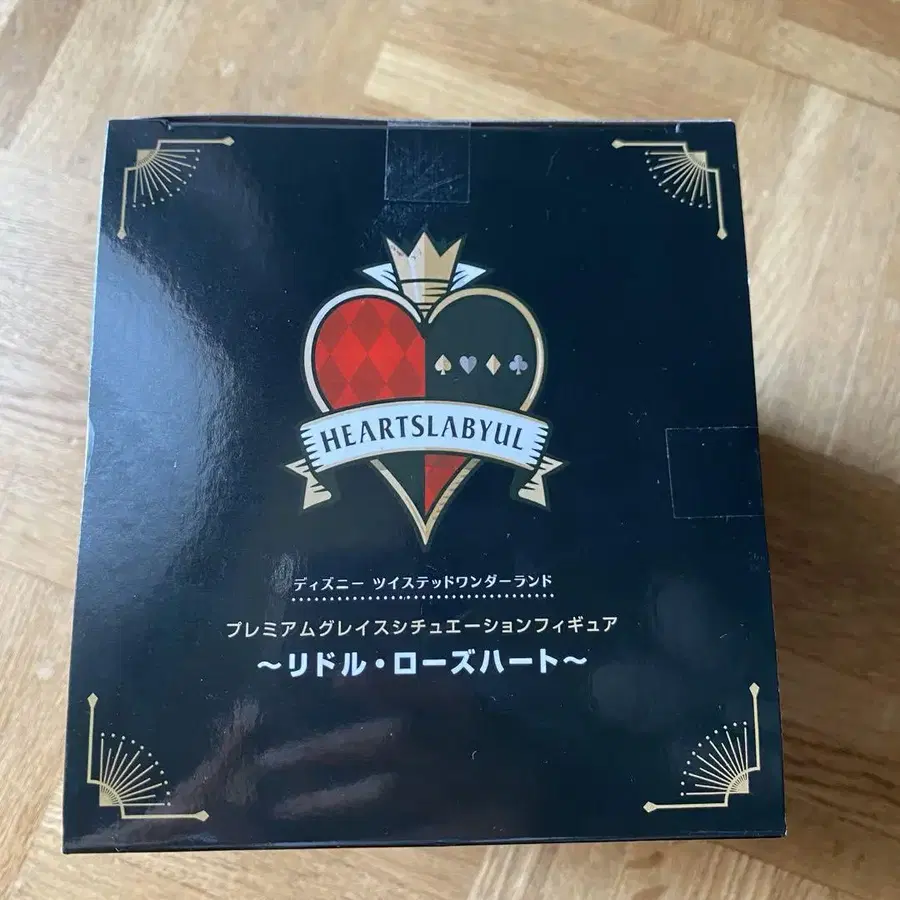 HEARTSLABYUL
ディズニー ツイステッドワンダーランド
プレミアムグレイスシチュエーションフィギュア
～リドル・ローズハート～